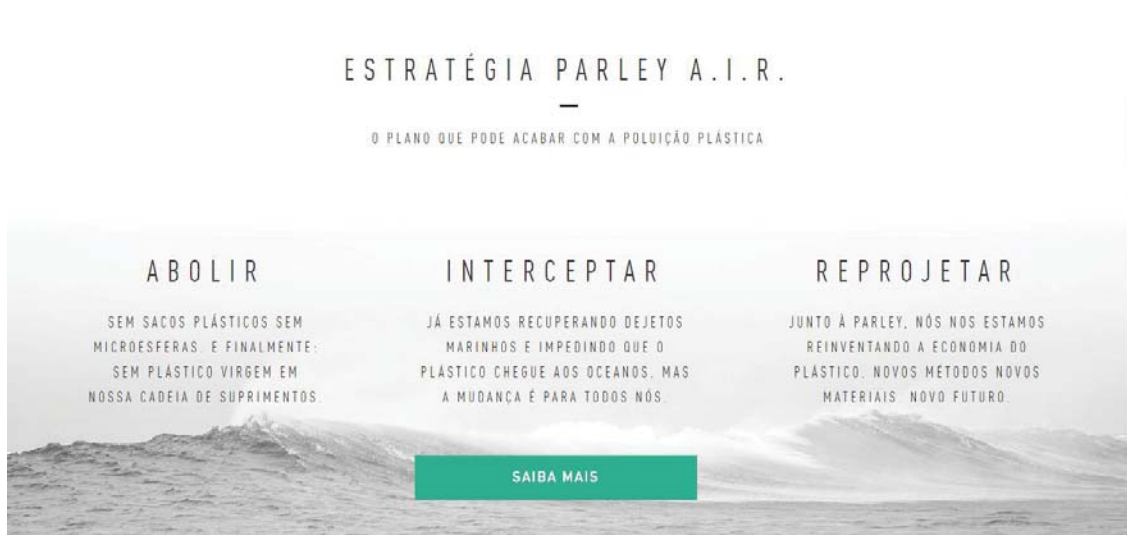 ESTRATÉGIA PARLEY A.I.R.
O PLANO QUE PODE ACABAR COM A POLUIÇÃO PLÁSTICA
ABOLIR
SEM SACOS PLÁSTICOS SEM
MICROESFERAS. E FINALMENTE:
SEM PLÁSTICO VIRGEM EM
NOSSA CADEIA DE SUPRIMENTOS.
INTERCEPTAR
JÁ ESTAMOS RECUPERANDO DEJETOS
MARINHOS E IMPEDINDO QUE O
PLÁSTICO CHEGUE AOS OCEANOS. MAS
A MUDANÇA É PARA TODOS NÓS.
REPROJETAR
JUNTO À PARLEY, NÓS NOS ESTAMOS
REINVENTANDO A ECONOMIA DO
PLÁSTICO. NOVOS MÉTODOS NOVOS
MATERIAIS. NOVO FUTURO.
SAIBA MAIS